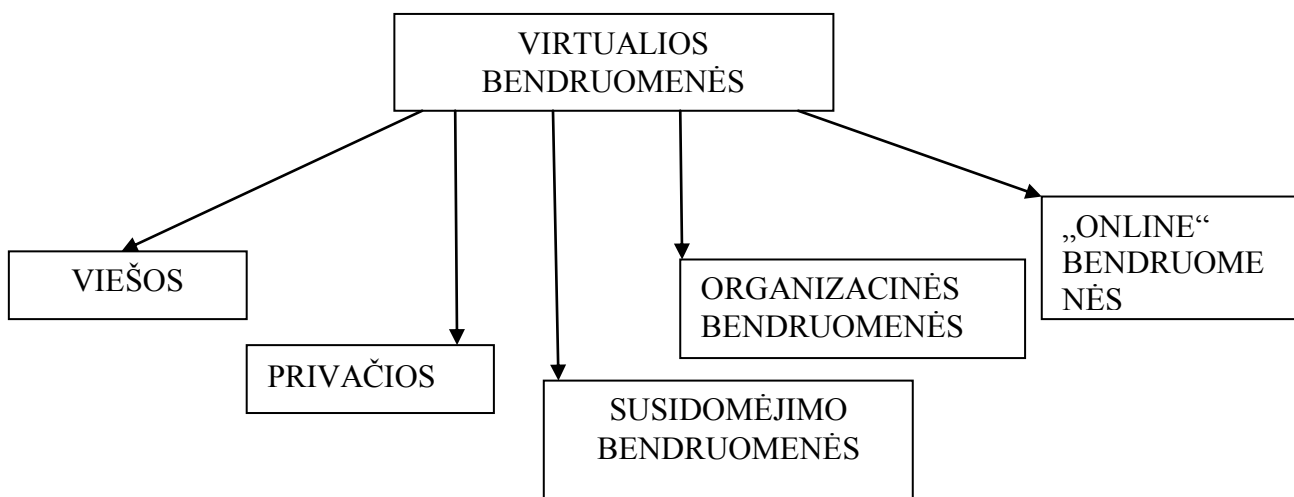 VIRTUALIOS
BENDRUOMENĖS
VIEŠOS
PRIVAČIOS
SUSIDOMĖJIMO
BENDRUOMENĖS
ORGANIZACINĖS
BENDRUOMENĖS
„ONLINE“
BENDRUOME
NĖS